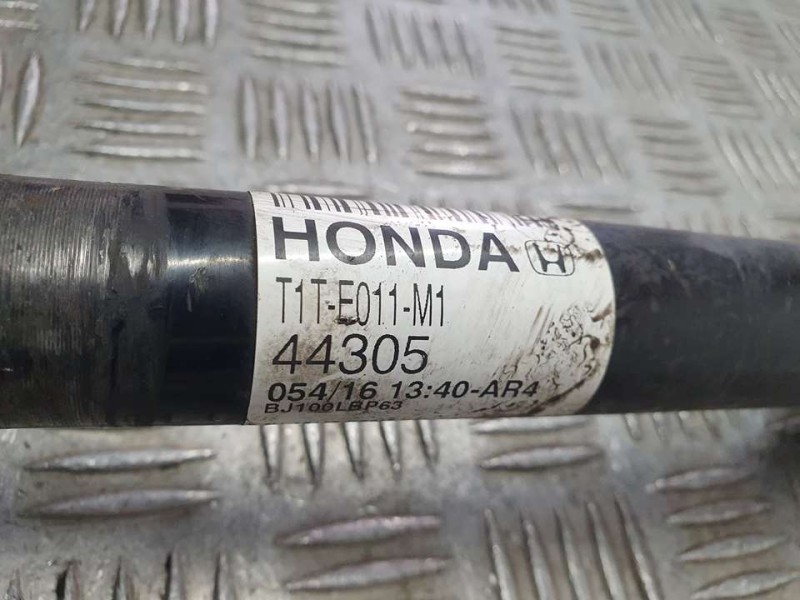 HONDA
T1T-E011-M1
44305
054/16 13:40-AR4
BJ100LBP63